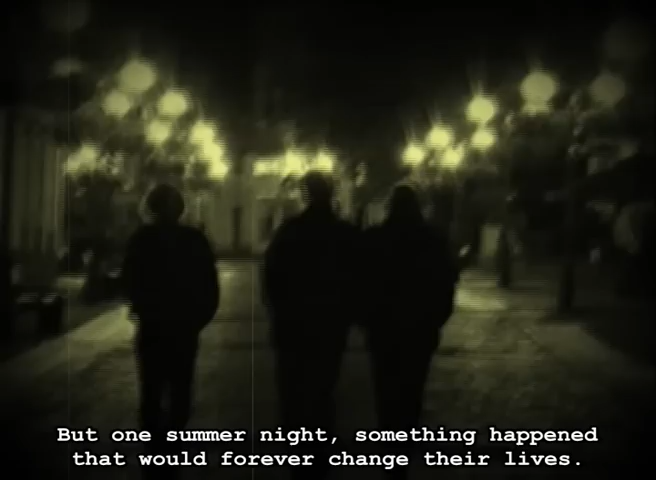 But one summer night, something happened
that would forever change their lives.